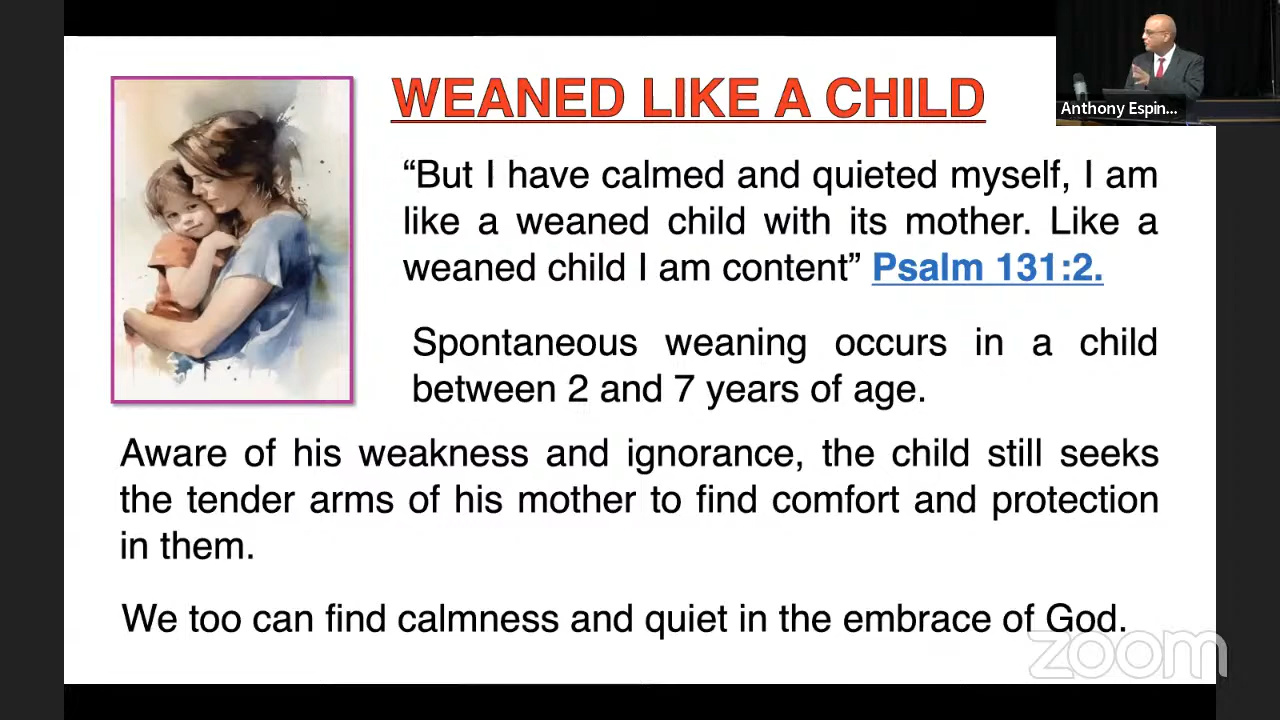 WEANED LIKE A CHILD
Anthony Espin...
“But I have calmed and quieted myself, I am
like a weaned child with its mother. Like a
weaned child I am content” Psalm 131:2.
Spontaneous weaning occurs in a child
between 2 and 7 years of age.
Aware of his weakness and ignorance, the child still seeks
the tender arms of his mother to find comfort and protection
in them.
We too can find calmness and quiet in the embrace of God.
zoom